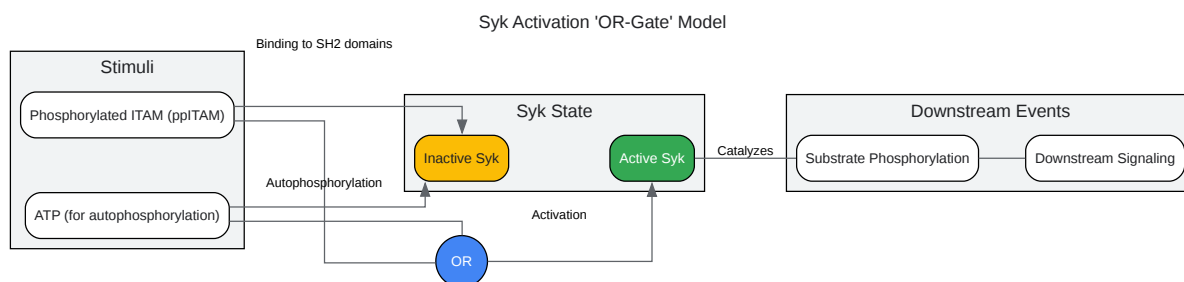 Syk Activation 'OR-Gate' Model
Binding to SH2 domains
Stimuli
Phosphorylated ITAM (ppITAM)
Autophosphorylation
ATP (for autophosphorylation)
OR
Activation
Syk State
Inactive Syk
Active Syk
Catalyzes
Downstream Events
Substrate Phosphorylation
Downstream Signaling